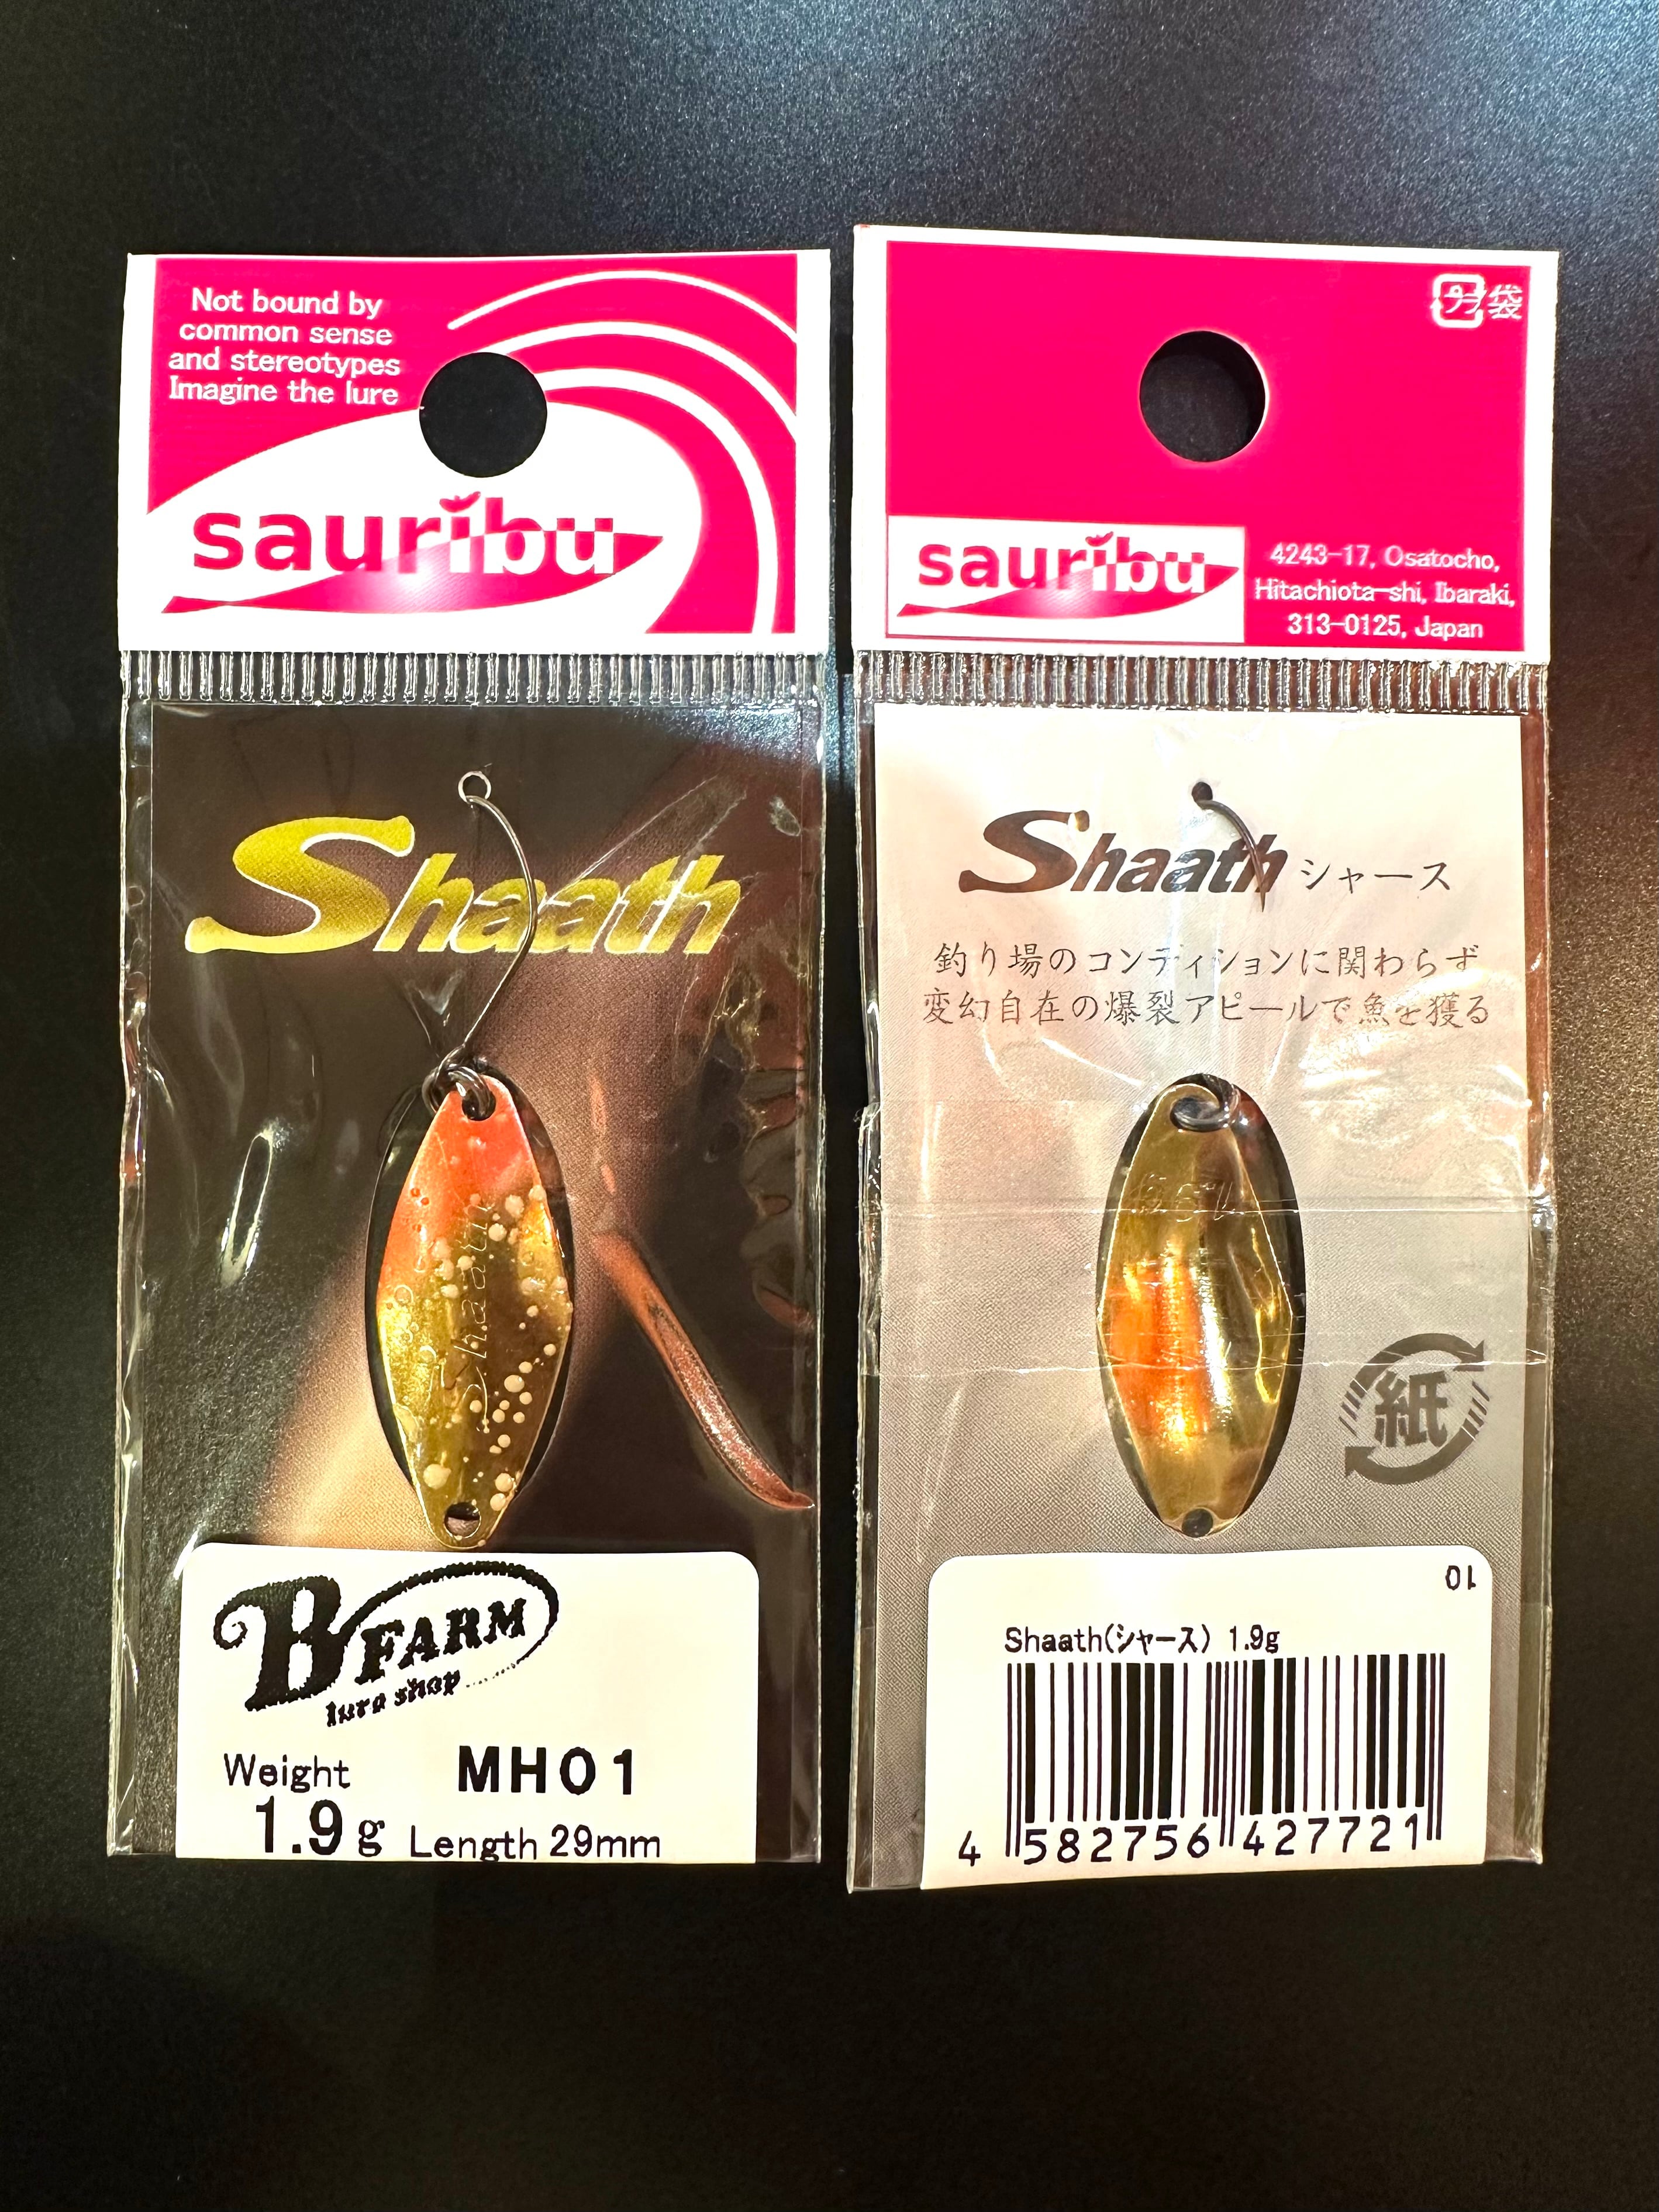 Not bound by
common sense
and stereotypes
Imagine the lure
sauribu
Shaath
Shaath
B FARM
lure shop
Weight
MH01
1.9g
Length 29mm
プラ袋
sauribu
4243-17, Osatocho,
Hitachiota-shi, Ibaraki,
313-0125, Japan
Shaath シャース
釣り場のコンディションに関わらず
変幻自在の爆裂アピールで魚を獲る
紙
01
Shaath(シャース) 1.9g
4 582756 427721